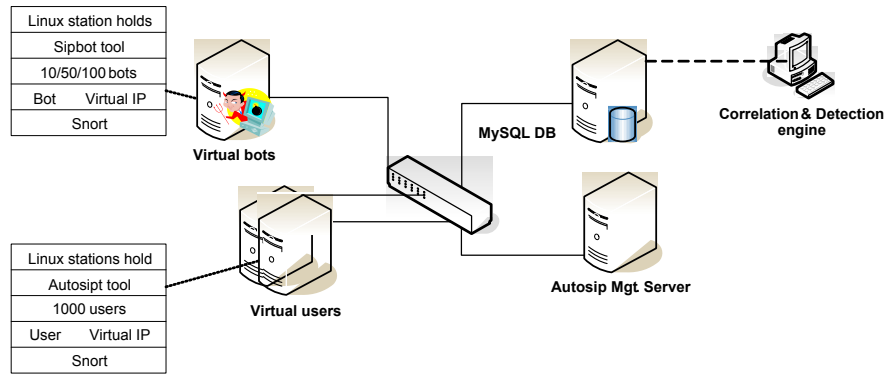 Linux station holds
Sipbot tool
10/50/100 bots
Bot Virtual IP
Snort
Virtual bots
MySQL DB
Correlation & Detection
engine
Linux stations hold
Autosipt tool
1000 users
User Virtual IP
Snort
Virtual users
Autosip Mgt. Server